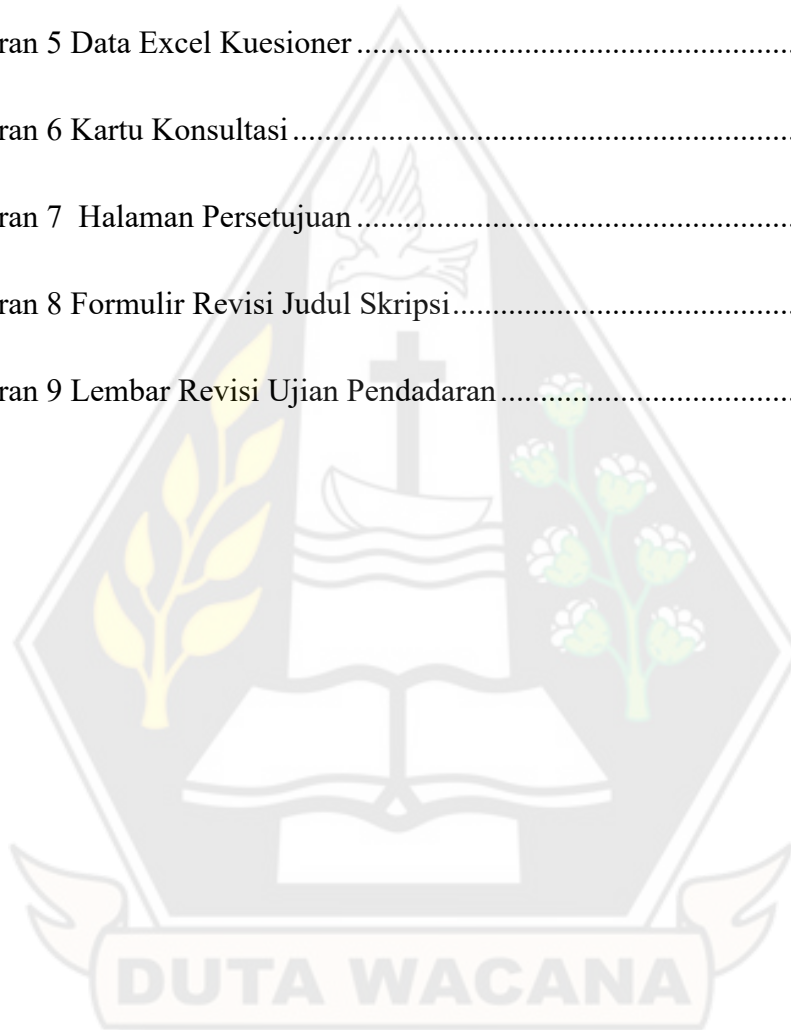 ran 5 Data Excel Kuesioner ..................................................
ran 6 Kartu Konsultasi ..........................................................
ran 7  Halaman Persetujuan ..................................................
ran 8 Formulir Revisi Judul Skripsi.......................................
ran 9 Lembar Revisi Ujian Pendadaran .................................
DUTA WACANA